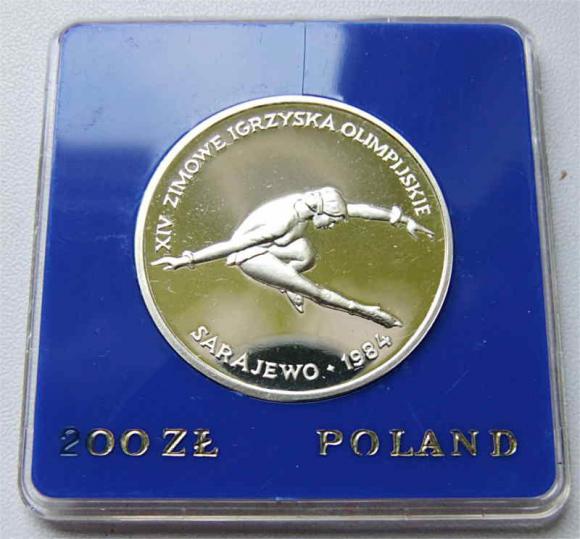 XIV ZIMOWE IGRZYSKA OLIMPIJSKIE
SARAJEWO • 1984
200 ZŁ POLAND